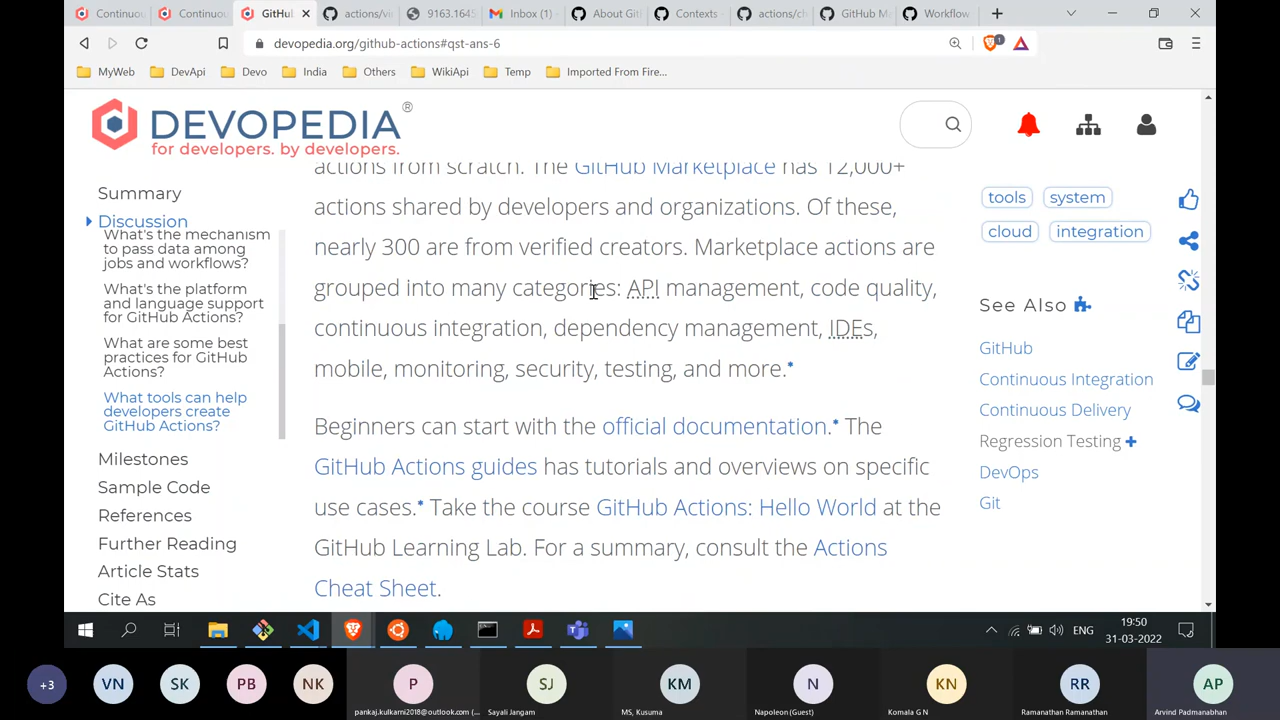 Continuou
Continuou
GitHub
actions/vi
9163.1645
Inbox (1)
About Git
Contexts
actions/ch
GitHub Ma
Workflow
devopedia.org/github-actions#qst-ans-6
1
MyWeb
DevApi
Devo
India
Others
WikiApi
Temp
Imported From Fire...
DEVOPEDIA®
for developers. by developers.
Summary
Discussion
What's the mechanism
to pass data among
jobs and workflows?
What's the platform
and language support
for GitHub Actions?
What are some best
practices for GitHub
Actions?
What tools can help
developers create
GitHub Actions?
Milestones
Sample Code
References
Further Reading
Article Stats
Cite As
actions from scratch. The GitHub Marketplace has 12,000+
actions shared by developers and organizations. Of these,
nearly 300 are from verified creators. Marketplace actions are
grouped into many categories: API management, code quality,
continuous integration, dependency management, IDEs,
mobile, monitoring, security, testing, and more.*
Beginners can start with the official documentation.* The
GitHub Actions guides has tutorials and overviews on specific
use cases.* Take the course GitHub Actions: Hello World at the
GitHub Learning Lab. For a summary, consult the Actions
Cheat Sheet.
tools
system
cloud
integration
See Also
GitHub
Continuous Integration
Continuous Delivery
Regression Testing +
DevOps
Git
ENG
19:50
31-03-2022
+3
VN
SK
PB
NK
P
pankaj.kulkarni2018@outlook.com (...
SJ
Sayali Jangam
KM
MS, Kusuma
N
Napoleon (Guest)
KN
Komala G N
RR
Ramanathan Ramanathan
AP
Arvind Padmanabhan